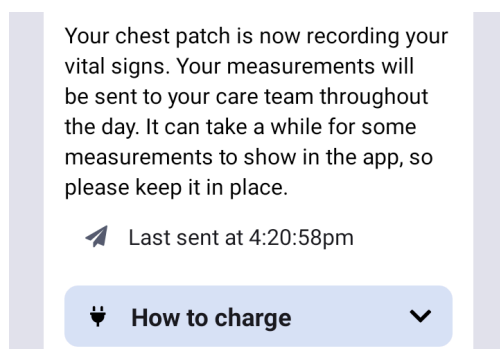 Your chest patch is now recording your
vital signs. Your measurements will
be sent to your care team throughout
the day. It can take a while for some
measurements to show in the app, so
please keep it in place.
Last sent at 4:20:58pm
How to charge